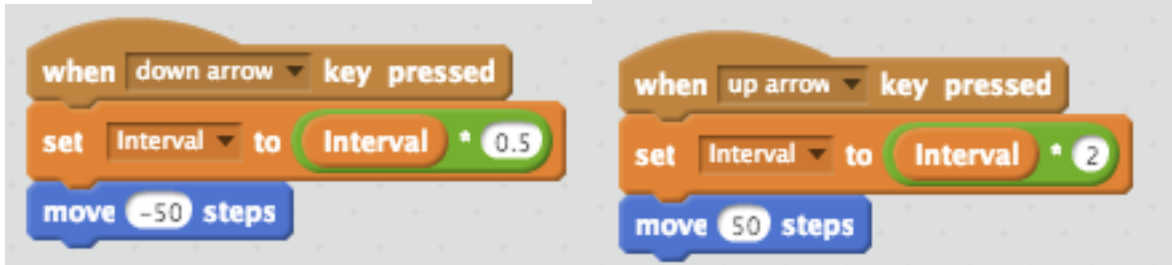 when down arrow key pressed
set Interval to Interval * 0.5
move -50 steps
when up arrow key pressed
set Interval to Interval * 2
move 50 steps